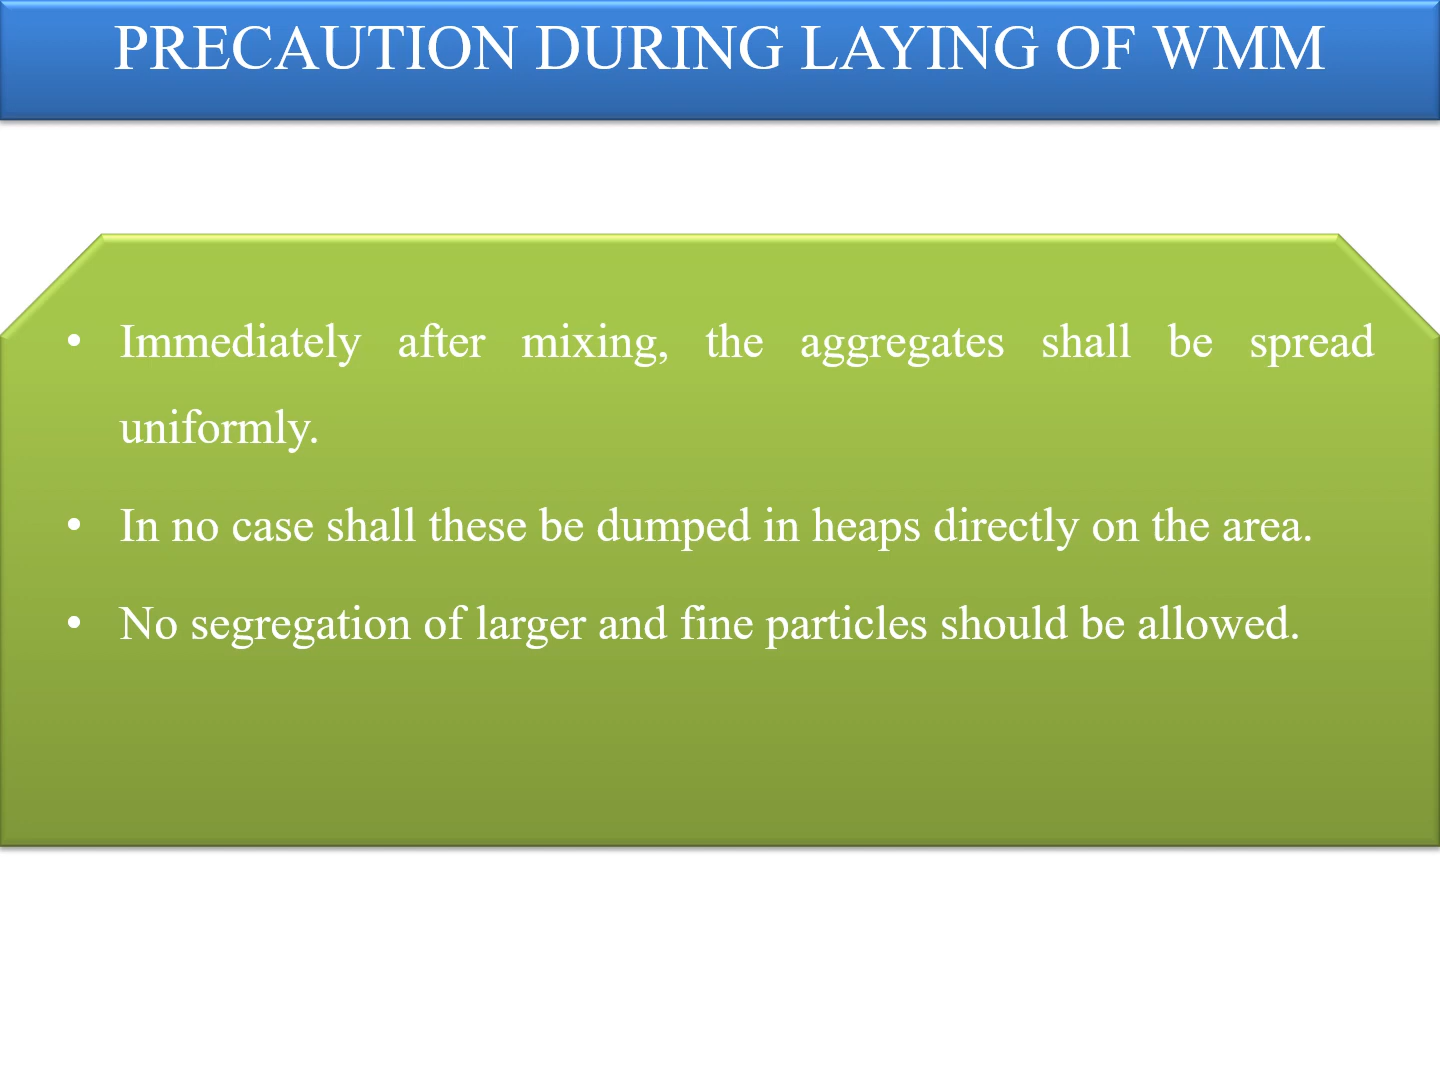 PRECAUTION DURING LAYING OF WMM
• Immediately after mixing, the aggregates shall be spread
uniformly.
• In no case shall these be dumped in heaps directly on the area.
• No segregation of larger and fine particles should be allowed.